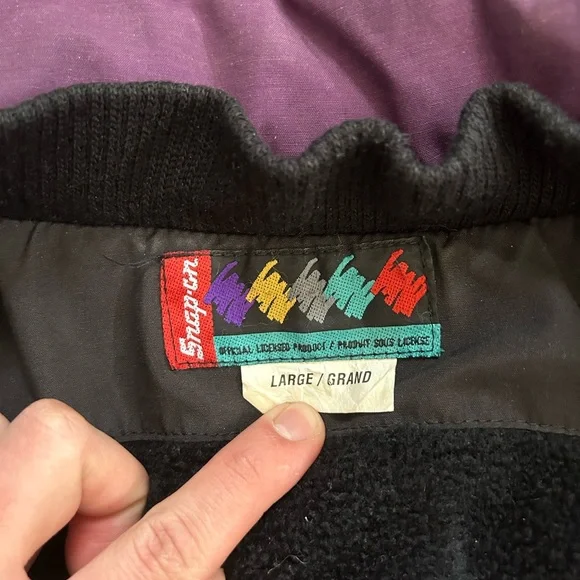 Snap-on
OFFICIAL LICENSED PRODUCT / PRODUIT SOUS LICENSE
LARGE / GRAND